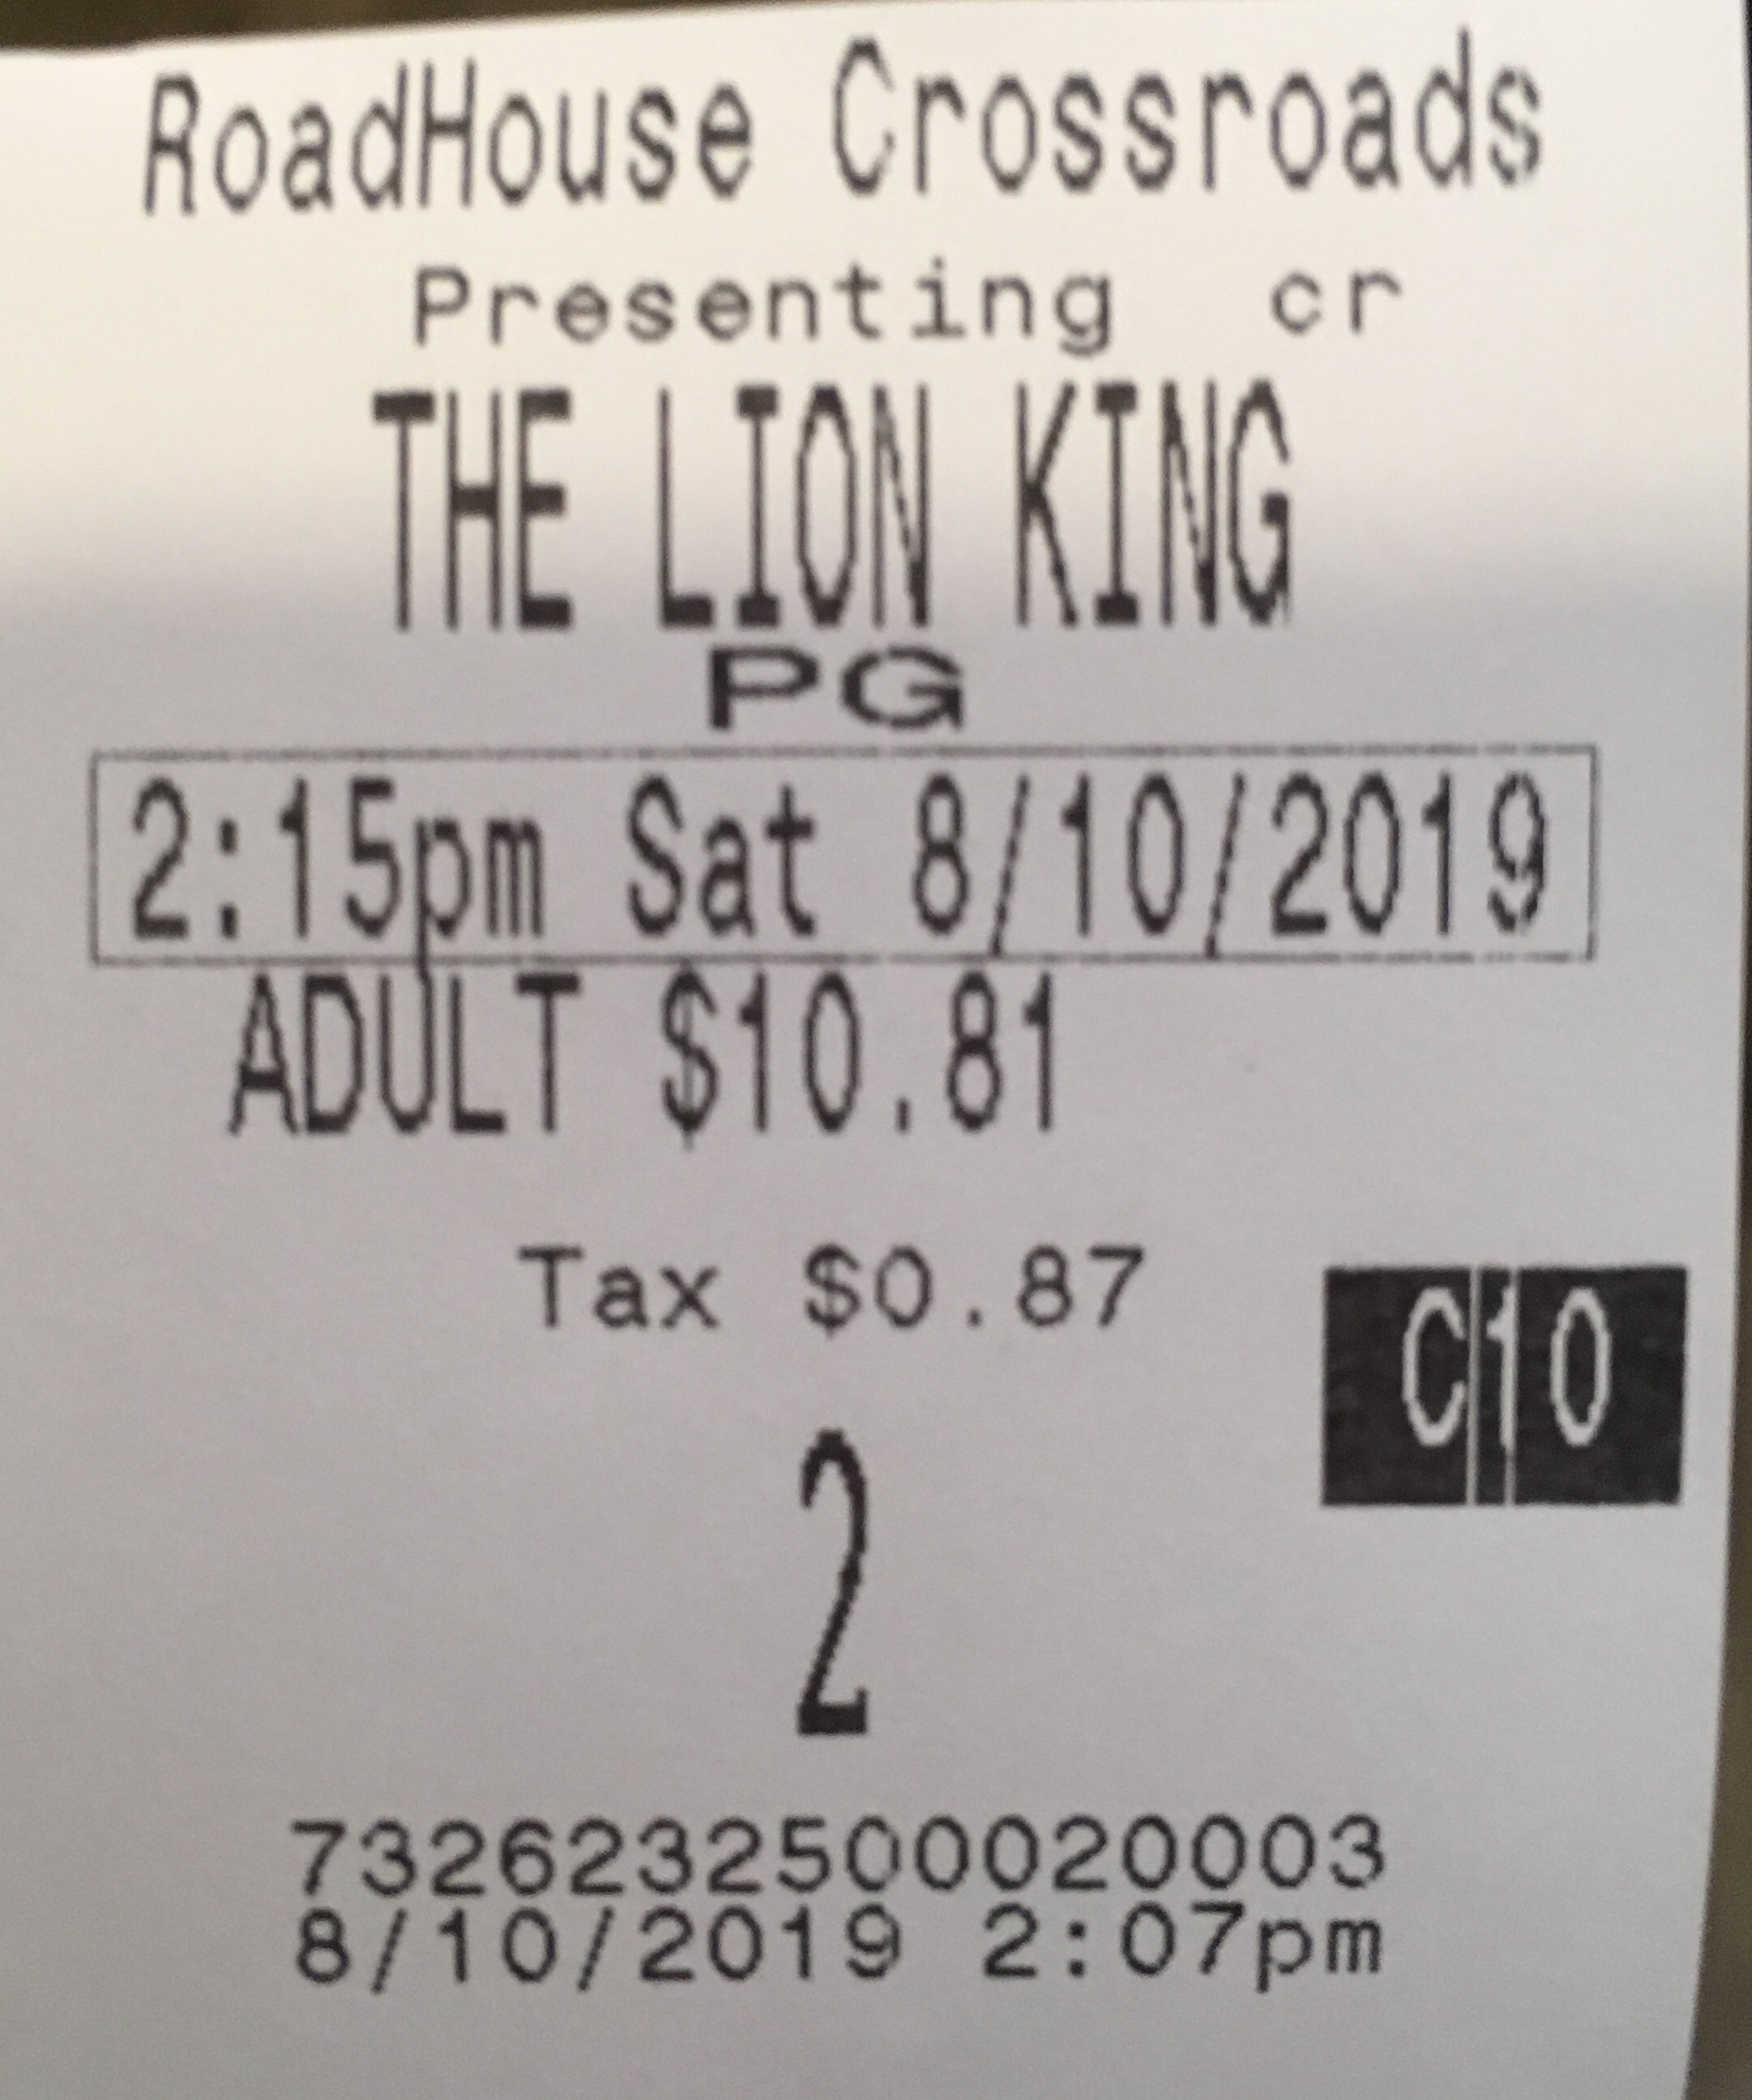 RoadHouse Crossroads
Presenting cr
THE LION KING
PG
2:15pm Sat 8/10/2019
ADULT $10.81
Tax $0.87
C10
2
7326232500020003
8/10/2019 2:07pm